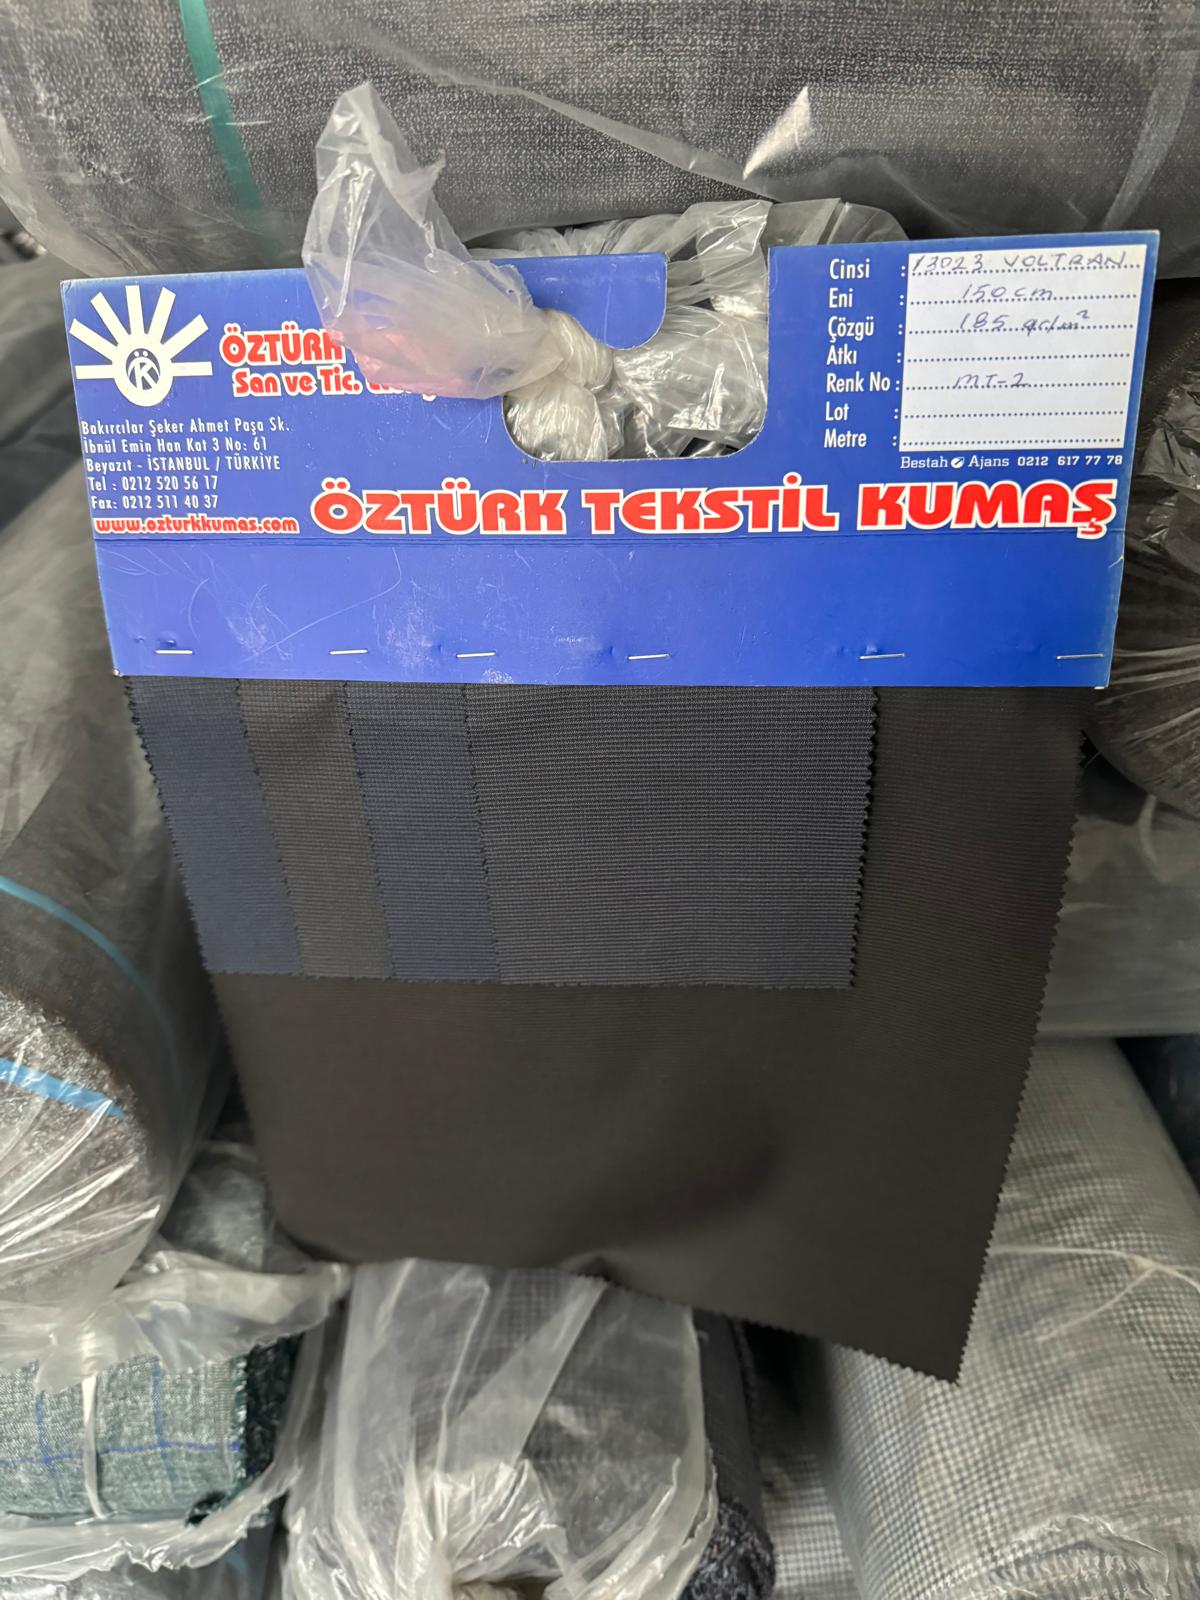 ÖK
ÖZTÜRK
San ve Tic.
Bakırcılar Şeker Ahmet Paşa Sk.
İbnül Emin Han Kat 3 No: 61
Beyazıt - İSTANBUL / TÜRKİYE
Tel : 0212 520 56 17
Fax: 0212 511 40 37
www.ozturkkumas.com
ÖZTÜRK TEKSTİL KUMAŞ
Cinsi : 13023 VOLTRAN
Eni : 150 cm
Çözgü : 185 gr/m²
Atkı :
Renk No : MT-2
Lot :
Metre :
Bestah Ajans 0212 617 77 78